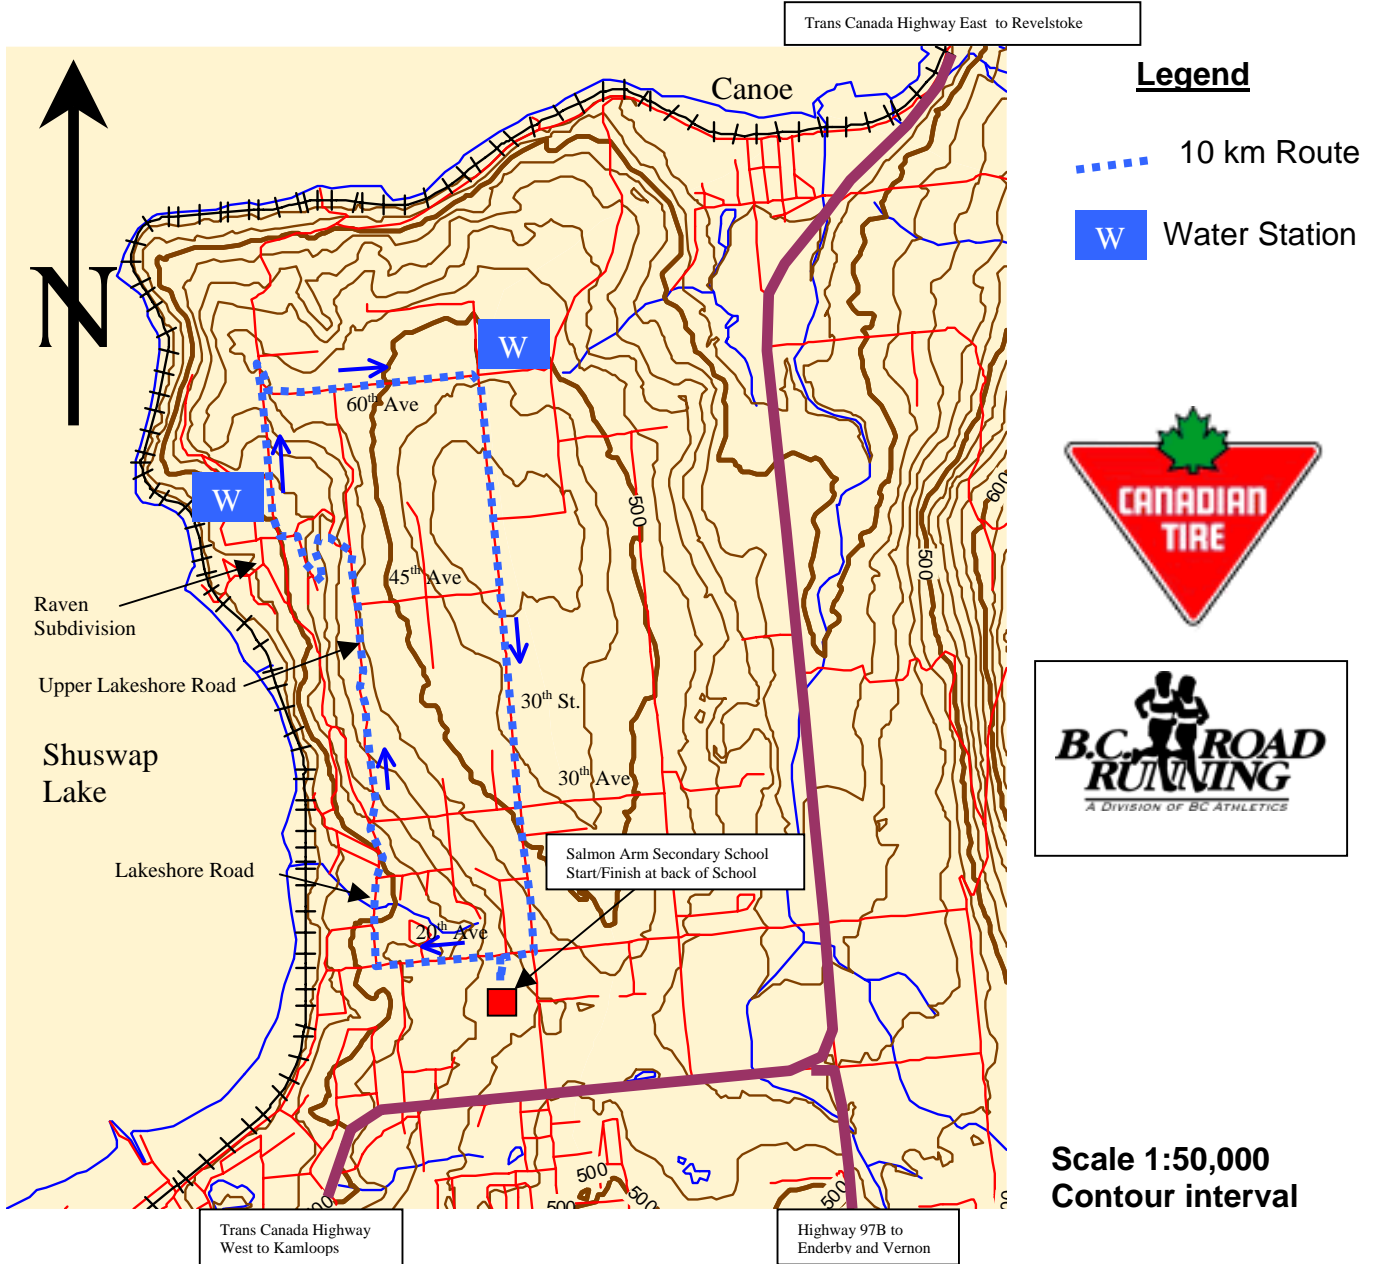 Trans Canada Highway East to Revelstoke
Legend
Canoe
10 km Route
W
Water Station
N
W
60th Ave
W
CANADIAN
TIRE
500
600
500
45th Ave
Raven
Subdivision
Upper Lakeshore Road
30th St.
B.C. ROAD
RUNNING
A DIVISION OF BC ATHLETICS
Shuswap
Lake
30th Ave
Salmon Arm Secondary School
Start/Finish at back of School
Lakeshore Road
20th Ave
Scale 1:50,000
Contour interval
500
500
500
500
Trans Canada Highway
West to Kamloops
Highway 97B to
Enderby and Vernon